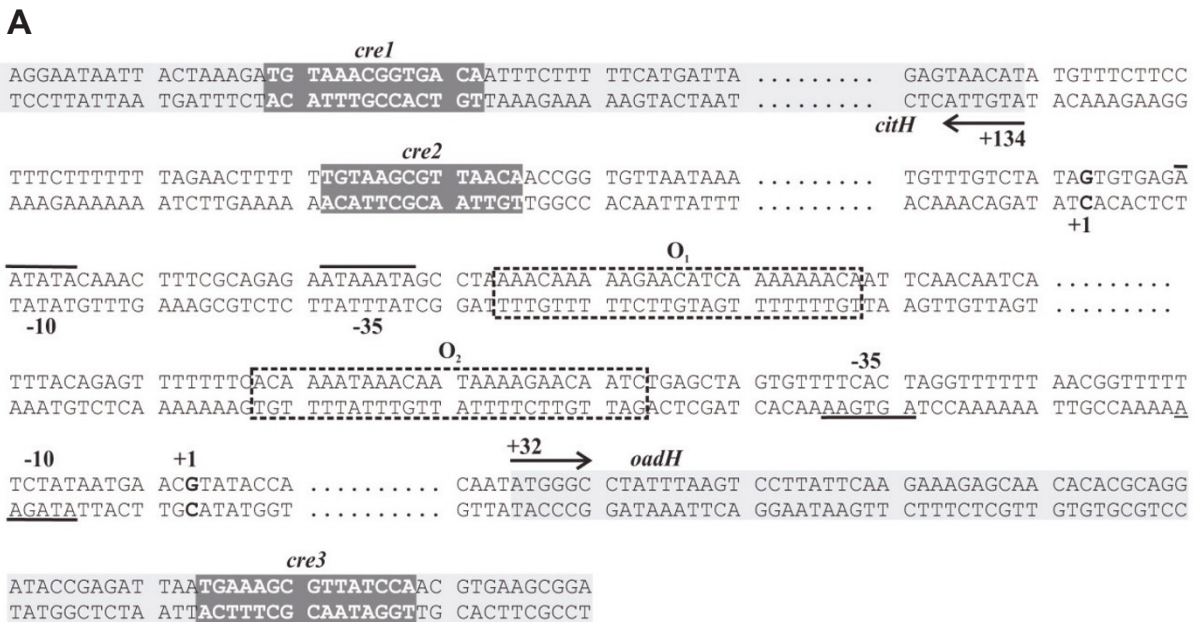 A
cre1
AGGAATAATT ACTAAAGATG TAAACGGTGA CAATTTCTTT TTCATGATTA .......... GAGTAACATA TGTTTCTTCC
TCCTTATTAA TGATTTCTAC ATTTGCCACT GTTAAAGAAA AAGTACTAAT .......... CTCATTGTAT ACAAAGAAGG
citH +134
cre2
TTTCTTTTTT TAGAACTTTT TTGTAAGCGT TAACAACCGG TGTTAATAAA .......... TGTTTGTCTA TAGTGTGAGA
AAAGAAAAAA ATCTTGAAAA AACATTCGCA ATTGTTGGCC ACAATTATTT .......... ACAAACAGAT ATCACACTCT
+1
O1
ATATACAAAC TTTCGCAGAG AATAAATAGC CTAAAACAAA AAGAACATCA AAAAAACAAT TCAACAATCA ..........
TATATGTTTG AAAGCGTCTC TTATTTATCG GATTTTGTTT TTCTTGTAGT TTTTTTGTTA AGTTGTTAGT ..........
-10 -35
O2 -35
TTTACAGAGT TTTTTTCACA AAATAAACAA TAAAAGAACA ATCTGAGCTA GTGTTTTCAC TAGGTTTTTT AACGGTTTTT
AAATGTCTCA AAAAAAGTGT TTTATTTGTT ATTTTCTTGT TAGACTCGAT CACAAAAGTG ATCCAAAAAA TTGCCAAAAA
-10 +1 +32 oadH
TCTATAATGA ACGTATACCA .......... CAATATGGGC CTATTTAAGT CCTTATTCAA GAAAGAGCAA CACACGCAGG
AGATATTACT TGCATATGGT .......... GTTATACCCG GATAAATTCA GGAATAAGTT CTTTCTCGTT GTGTGCGTCC
cre3
ATACCGAGAT TAATGAAAGC GTTATCCAAC GTGAAGCGGA
TATGGCTCTA ATTACTTTCG CAATAGGTTG CACTTCGCCT